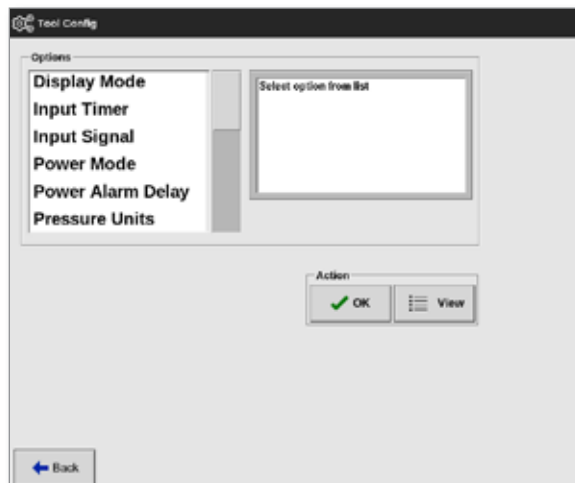 Tool Config
Options
Display Mode
Input Timer
Input Signal
Power Mode
Power Alarm Delay
Pressure Units
Select option from list
Action
OK
View
Back